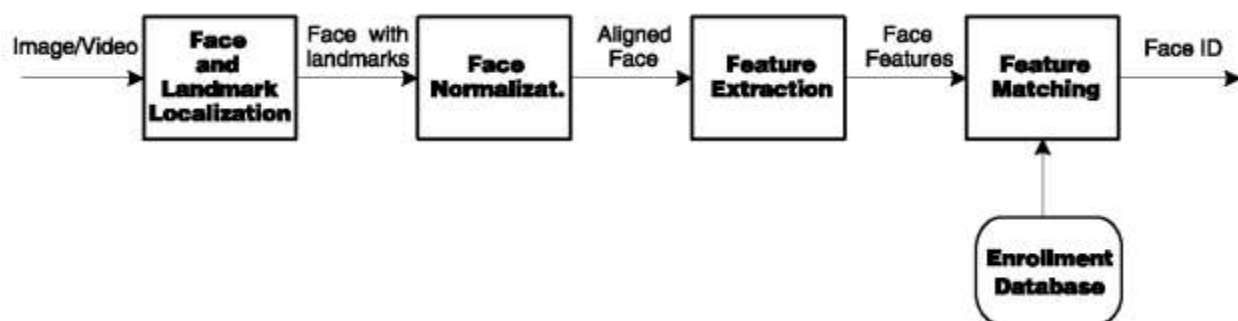 Image/Video
Face
and
Landmark
Localization
Face with
landmarks
Face
Normalizat.
Aligned
Face
Feature
Extraction
Face
Features
Feature
Matching
Face ID
Enrollment
Database